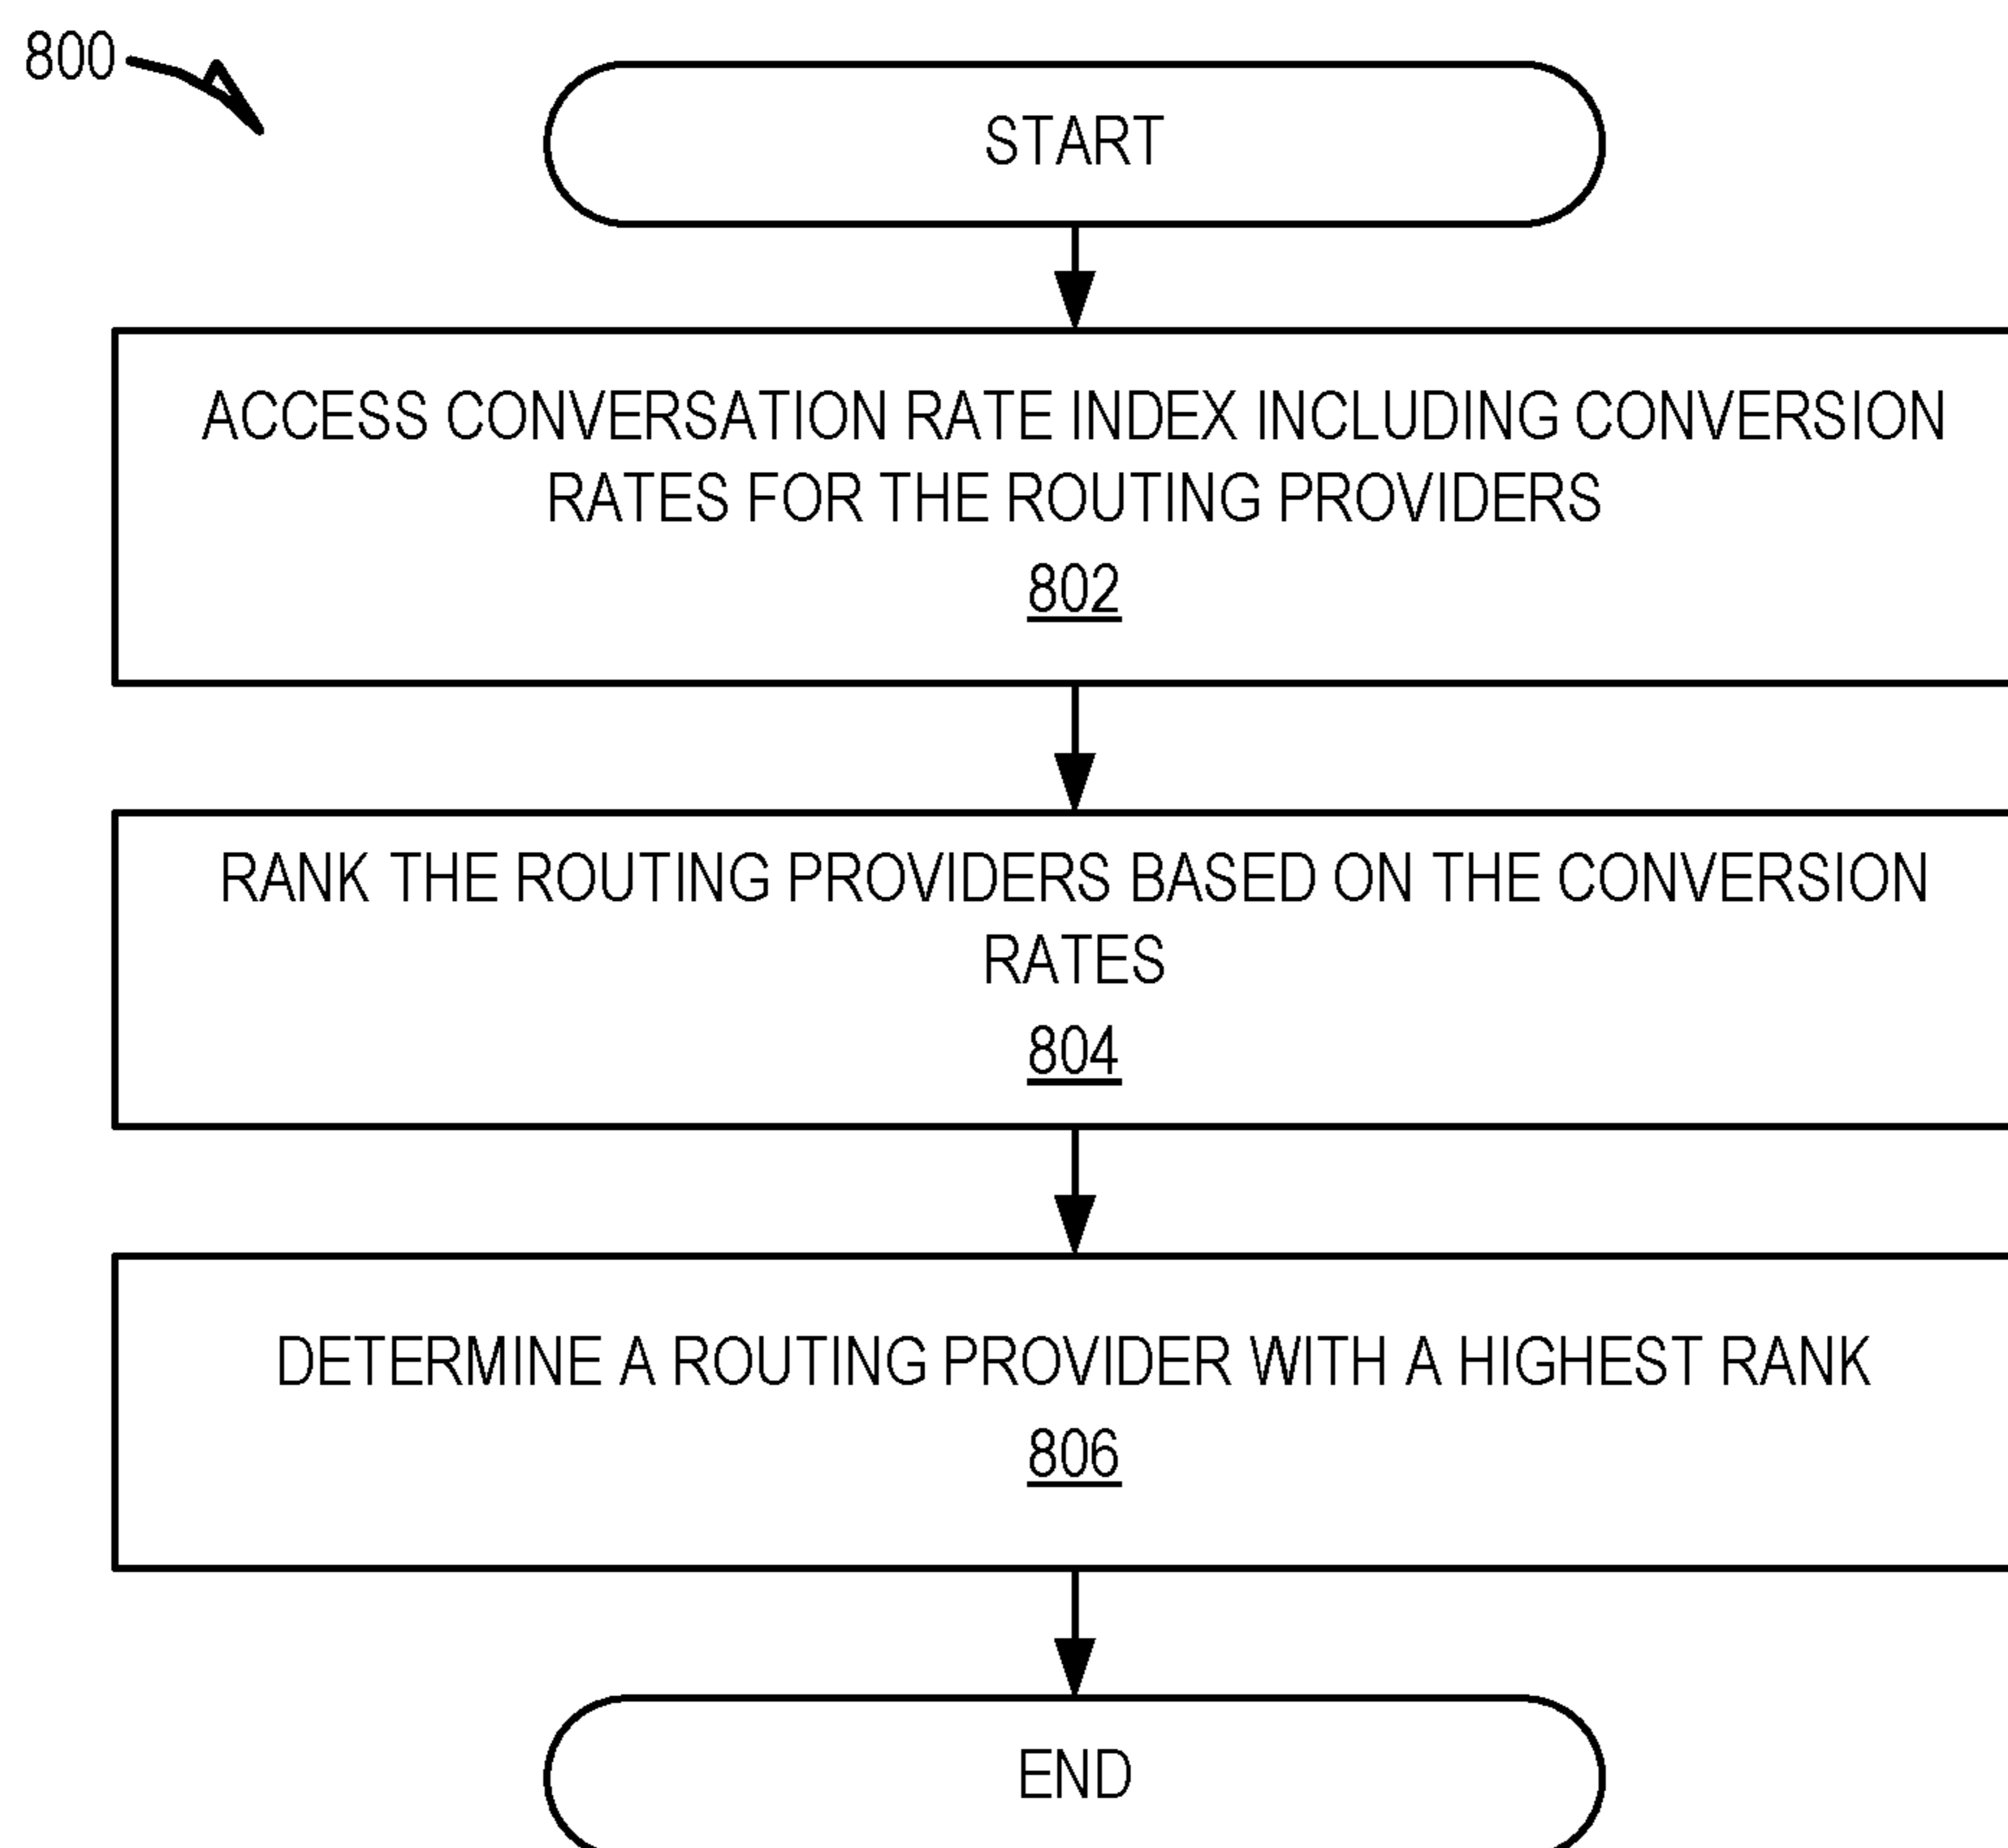 800
START
ACCESS CONVERSATION RATE INDEX INCLUDING CONVERSION
RATES FOR THE ROUTING PROVIDERS
802
RANK THE ROUTING PROVIDERS BASED ON THE CONVERSION
RATES
804
DETERMINE A ROUTING PROVIDER WITH A HIGHEST RANK
806
END